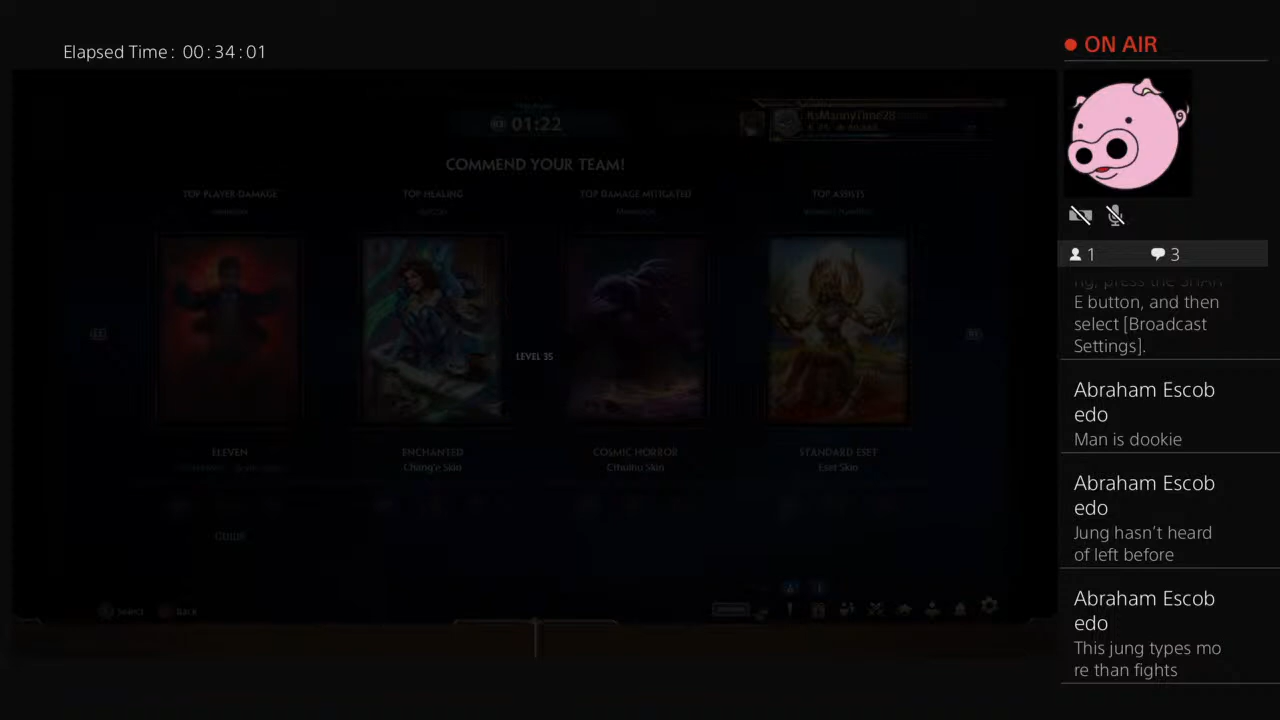 Elapsed Time: 00:34:01
ON AIR
01:22
KsMannyTime28
COMMEND YOUR TEAM!
TOP PLAYER DAMAGE
TOP HEALING
TOP DAMAGE MITIGATED
TOP ASSISTS
1
3
E button, and then
select [Broadcast
Settings].
LEVEL 35
Abraham Escob
edo
Man is dookie
ELEVEN
ENCHANTED
COSMIC HORROR
STANDARD ESET
Chang'e Skin
Cthulhu Skin
Eset Skin
Abraham Escob
edo
Jung hasn't heard
of left before
Select
Back
Abraham Escob
edo
This jung types mo
re than fights